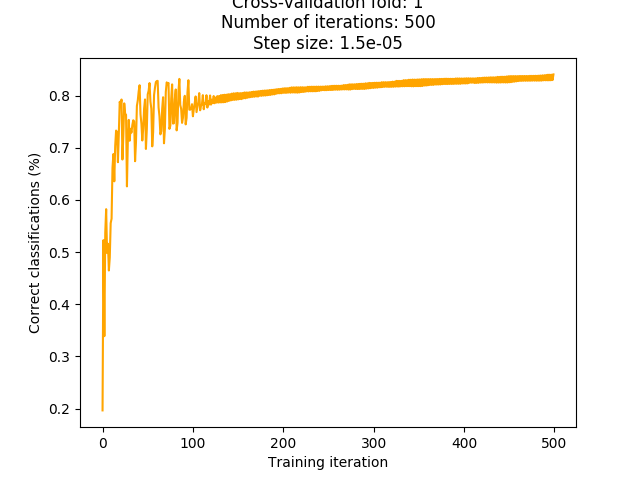 Cross-validation fold: 1
Number of iterations: 500
Step size: 1.5e-05
Correct classifications (%)
0.8
0.7
0.6
0.5
0.4
0.3
0.2
0 100 200 300 400 500
Training iteration